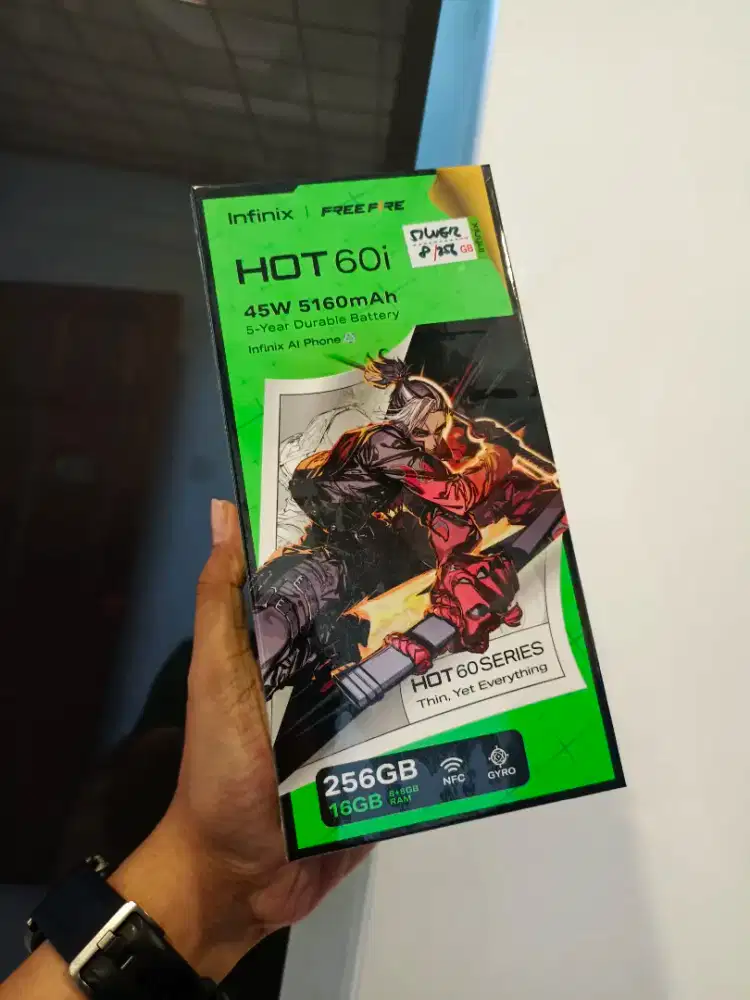 Infinix | FREE FIRE
SILVER
8/256 GB
HOT 60i
45W 5160mAh
5-Year Durable Battery
Infinix AI Phone
HOT 60 SERIES
Thin, Yet Everything
256GB
16GB 8+8GB RAM
NFC
GYRO